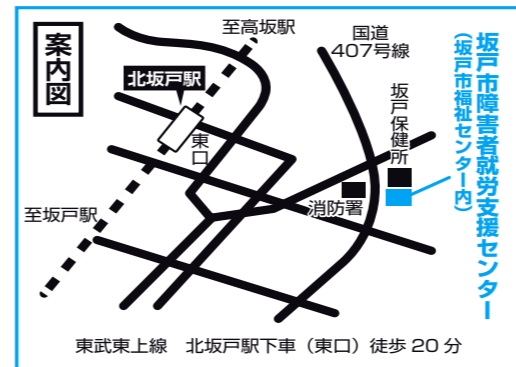 案内図
至高坂駅
国道
407号線
北坂戸駅
東口
坂戸保健所
消防署
至坂戸駅
坂戸市障害者就労支援センター
（坂戸市福祉センター内）
東武東上線　北坂戸駅下車（東口）徒歩20分